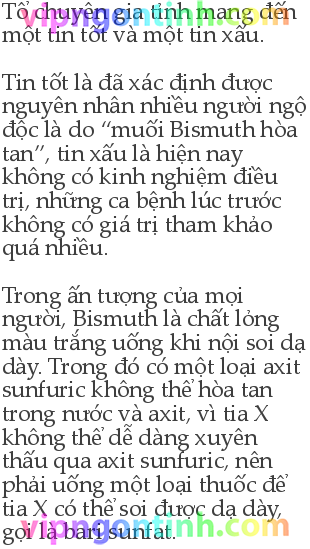 Tổ chuyên gia tỉnh mang đến
một tin tốt và một tin xấu.
Tin tốt là đã xác định được
nguyên nhân nhiều người ngộ
độc là do “muối Bismuth hòa
tan”, tin xấu là hiện nay
không có kinh nghiệm điều
trị, những ca bệnh lúc trước
không có giá trị tham khảo
quá nhiều.
Trong ấn tượng của mọi
người, Bismuth là chất lỏng
màu trắng uống khi nội soi dạ
dày. Trong đó có một loại axit
sunfuric không thể hòa tan
trong nước và axit, vì tia X
không thể dễ dàng xuyên
thấu qua axit sunfuric, nên
phải uống một loại thuốc để
tia X có thể soi được dạ dày,
gọi là bari sunfat.
vipngontinh.com
vipngontinh.com